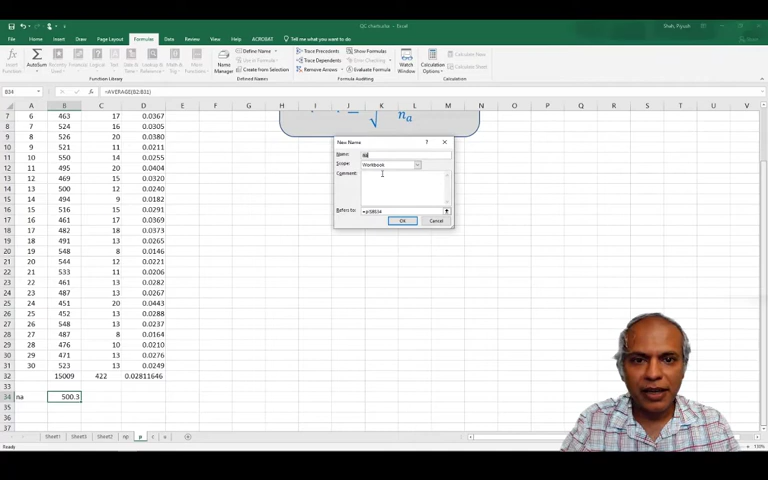 QC charts.xlsx - Excel
Shah, Piyush
File Home Insert Draw Page Layout Formulas Data Review View Help ACROBAT Tell me what you want to do
Insert Function
AutoSum
Function Library
Name Manager
Define Name
Use in Formula
Create from Selection
Defined Names
Trace Precedents
Remove Arrows
Show Formulas
Error Checking
Evaluate Formula
Formula Auditing
Watch Window
Calculation Options
Calculate Now
Calculate Sheet
Calculation
B34 =AVERAGE(B2:B31)
A B C D E F G H I J K L M N O P Q R S T U V
7 6 463 17 0.0367
8 7 524 16 0.0305
9 8 526 20 0.0380
10 9 521 11 0.0211
11 10 550 14 0.0255
12 11 495 20 0.0404
13 12 469 15 0.0320
14 13 500 12 0.0240
15 14 494 9 0.0182
16 15 516 15 0.0291
17 16 461 17 0.0369
18 17 482 18 0.0373
19 18 491 13 0.0265
20 19 548 8 0.0146
21 20 544 12 0.0221
22 21 533 11 0.0206
23 22 461 13 0.0282
24 23 487 13 0.0267
25 24 451 20 0.0443
26 25 452 13 0.0288
27 26 548 13 0.0237
28 27 487 8 0.0164
29 28 476 10 0.0210
30 29 471 13 0.0276
31 30 523 13 0.0249
32 15009 422 0.02811646
33
34 na 500.3
35
36
37
n a
New Name
Name: na
Scope: Workbook
Comment:
Refers to: =p!$B$34
OK Cancel
Sheet1 Sheet3 Sheet2 np p c
Ready
130%